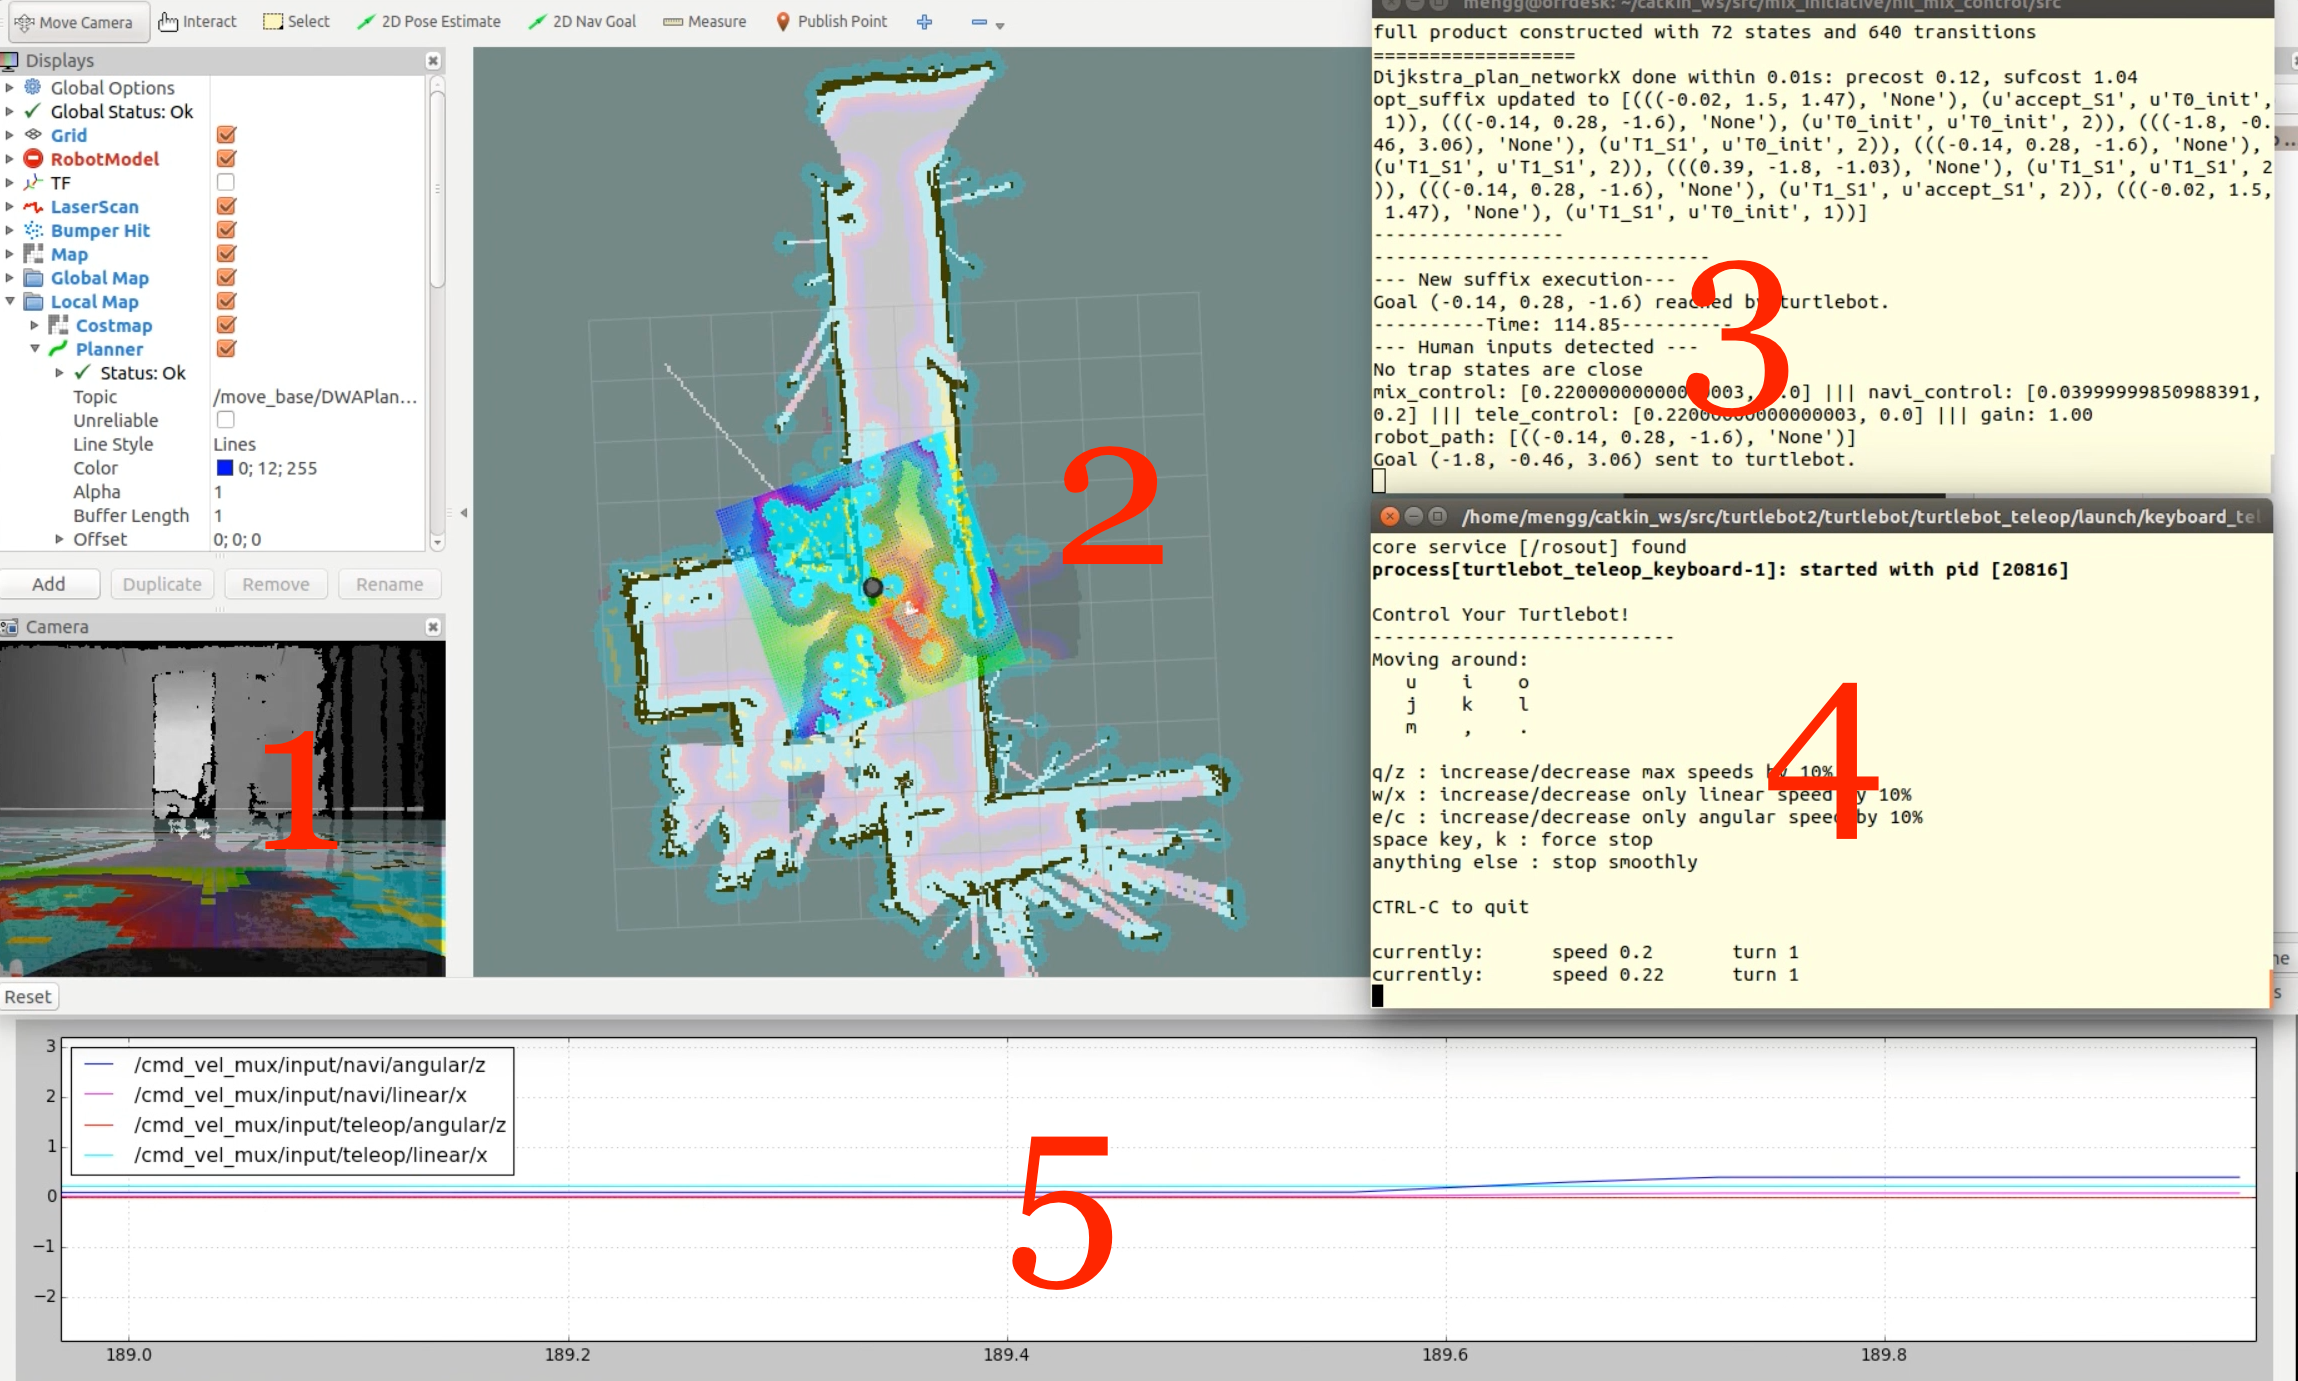 Move Camera Interact Select 2D Pose Estimate 2D Nav Goal Measure Publish Point
Displays
Global Options
Global Status: Ok
Grid
RobotModel
TF
LaserScan
Bumper Hit
Map
Global Map
Local Map
Costmap
Planner
Status: Ok
Topic /move_base/DWAPlan...
Unreliable
Line Style Lines
Color 0; 12; 255
Alpha 1
Buffer Length 1
Offset 0; 0; 0
Add Duplicate Remove Rename
Camera
1
Reset
2
mengg@orrdesk: ~/catkin_ws/src/mix_initiative/hil_mix_control/src
full product constructed with 72 states and 640 transitions
==================
Dijkstra_plan_networkX done within 0.01s: precost 0.12, sufcost 1.04
opt_suffix updated to [(((-0.02, 1.5, 1.47), 'None'), (u'accept_S1', u'T0_init',
1)), (((-0.14, 0.28, -1.6), 'None'), (u'T0_init', u'T0_init', 2)), (((-1.8, -0.
46, 3.06), 'None'), (u'T1_S1', u'T0_init', 2)), (((-0.14, 0.28, -1.6), 'None'),
(u'T1_S1', u'T1_S1', 2)), (((0.39, -1.8, -1.03), 'None'), (u'T1_S1', u'T1_S1', 2
)), (((-0.14, 0.28, -1.6), 'None'), (u'T1_S1', u'accept_S1', 2)), (((-0.02, 1.5,
1.47), 'None'), (u'T1_S1', u'T0_init', 1))]
-----------------
------------------------------
--- New suffix execution---
Goal (-0.14, 0.28, -1.6) reached by turtlebot.
----------Time: 114.85----------
--- Human inputs detected ---
No trap states are close
mix_control: [0.22000000000000003, 0.0] ||| navi_control: [0.03999999850988391,
0.2] ||| tele_control: [0.22000000000000003, 0.0] ||| gain: 1.00
robot_path: [((-0.14, 0.28, -1.6), 'None')]
Goal (-1.8, -0.46, 3.06) sent to turtlebot.
3
/home/mengg/catkin_ws/src/turtlebot2/turtlebot/turtlebot_teleop/launch/keyboard_tel
core service [/rosout] found
process[turtlebot_teleop_keyboard-1]: started with pid [20816]
Control Your Turtlebot!
---------------------------
Moving around:
u i o
j k l
m , .
q/z : increase/decrease max speeds by 10%
w/x : increase/decrease only linear speed by 10%
e/c : increase/decrease only angular speed by 10%
space key, k : force stop
anything else : stop smoothly
CTRL-C to quit
currently: speed 0.2 turn 1
currently: speed 0.22 turn 1
4
3
2
1
0
−1
−2
/cmd_vel_mux/input/navi/angular/z
/cmd_vel_mux/input/navi/linear/x
/cmd_vel_mux/input/teleop/angular/z
/cmd_vel_mux/input/teleop/linear/x
5
189.0 189.2 189.4 189.6 189.8